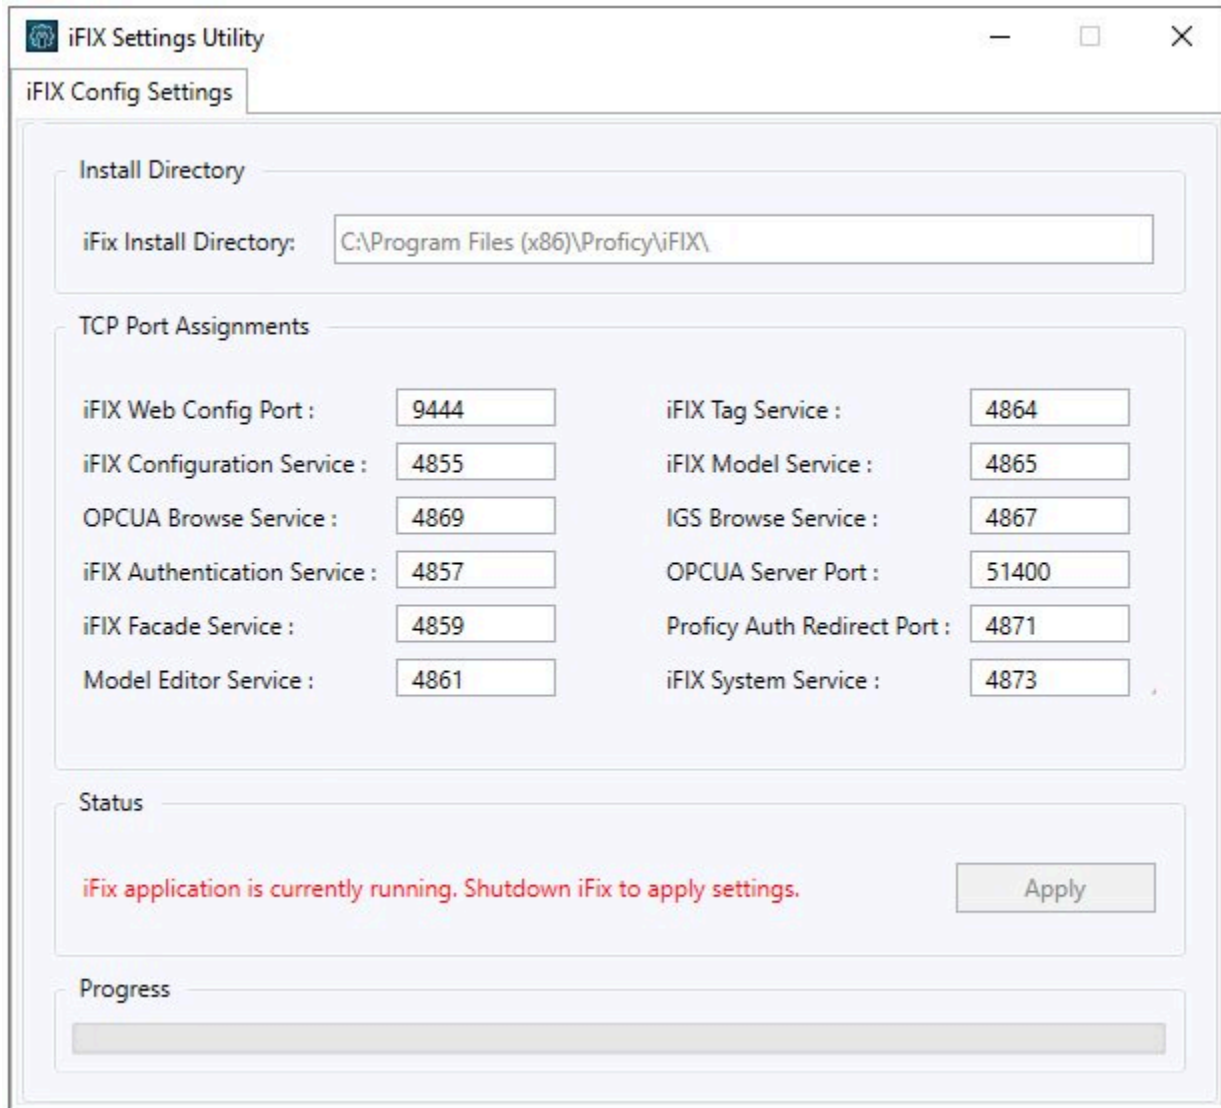 iFIX Settings Utility
iFIX Config Settings
Install Directory
iFix Install Directory: C:\Program Files (x86)\Proficy\iFIX\
TCP Port Assignments
iFIX Web Config Port : 9444 iFIX Tag Service : 4864
iFIX Configuration Service : 4855 iFIX Model Service : 4865
OPCUA Browse Service : 4869 IGS Browse Service : 4867
iFIX Authentication Service : 4857 OPCUA Server Port : 51400
iFIX Facade Service : 4859 Proficy Auth Redirect Port : 4871
Model Editor Service : 4861 iFIX System Service : 4873
Status
iFix application is currently running. Shutdown iFix to apply settings. Apply
Progress